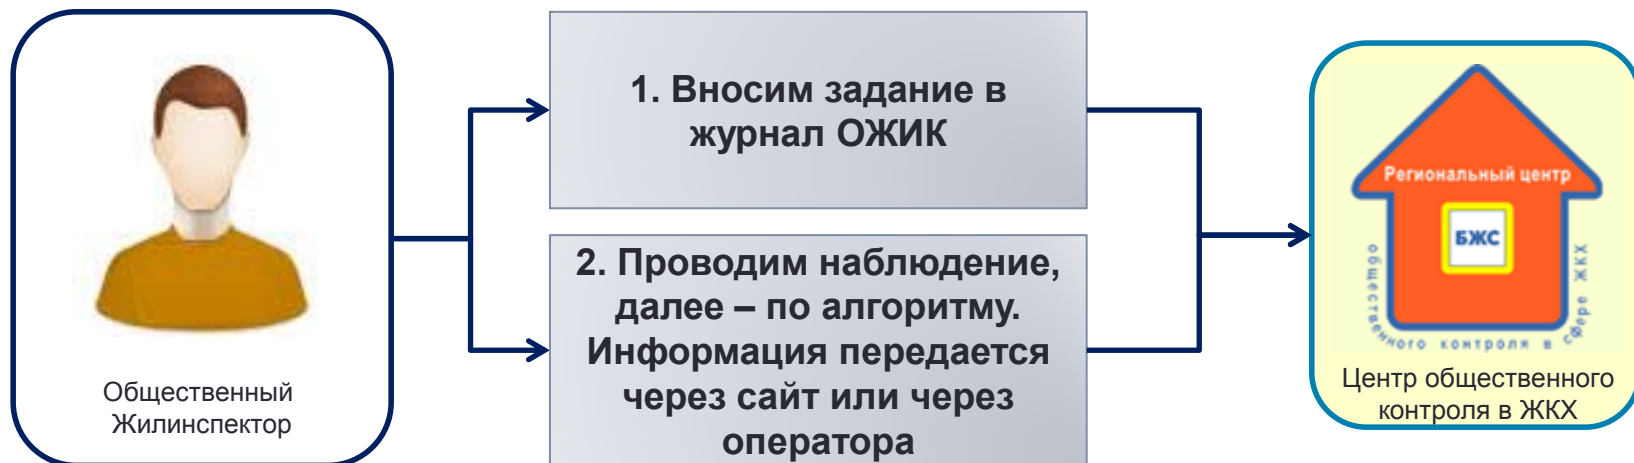 Общественный
Жилинспектор
1. Вносим задание в
журнал ОЖИК
2. Проводим наблюдение,
далее – по алгоритму.
Информация передается
через сайт или через
оператора
Региональный центр
БЖС
общественного контроля в сфере ЖКХ
Центр общественного
контроля в ЖКХ